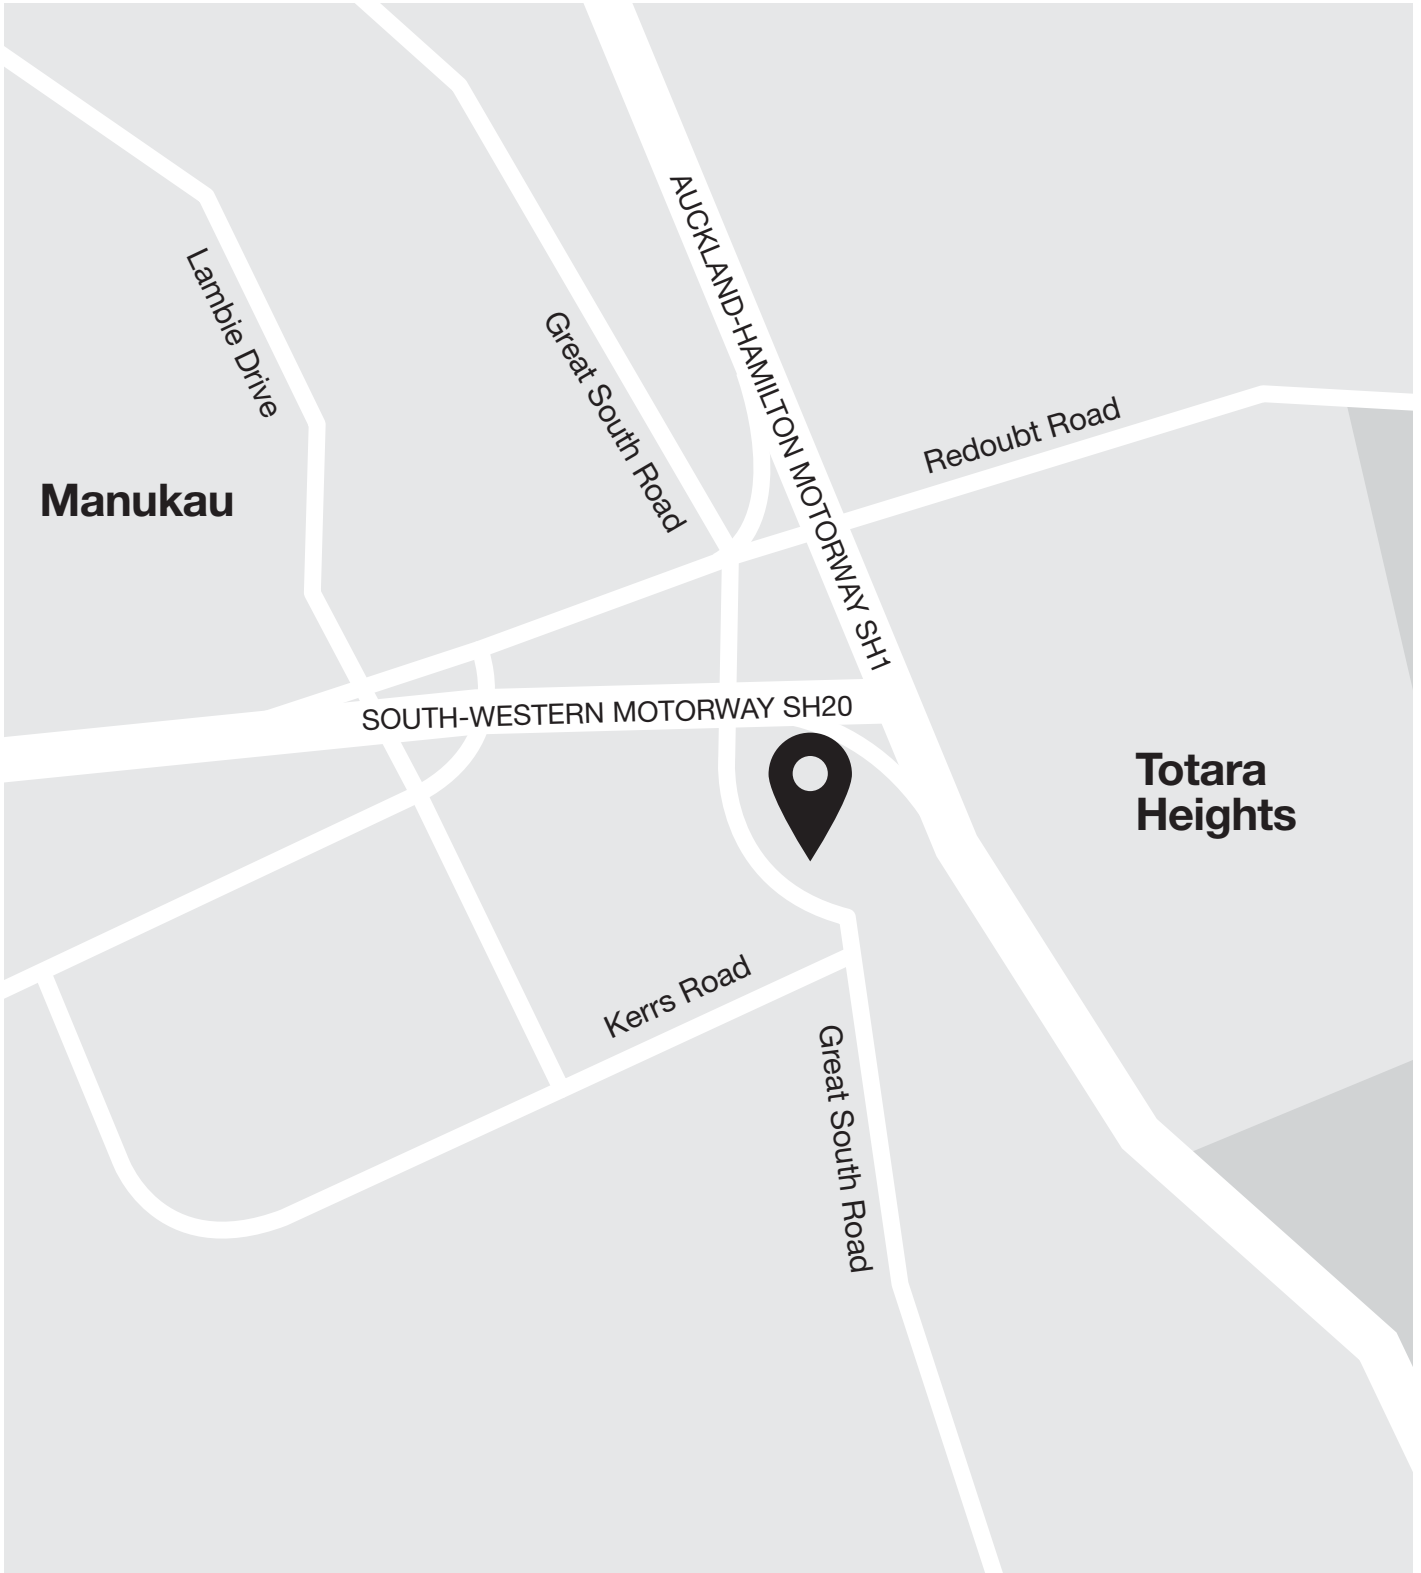 AUCKLAND-HAMILTON MOTORWAY SH1
Lambie Drive
Great South Road
Redoubt Road
Manukau
SOUTH-WESTERN MOTORWAY SH20
Totara
Heights
Kerrs Road
Great South Road